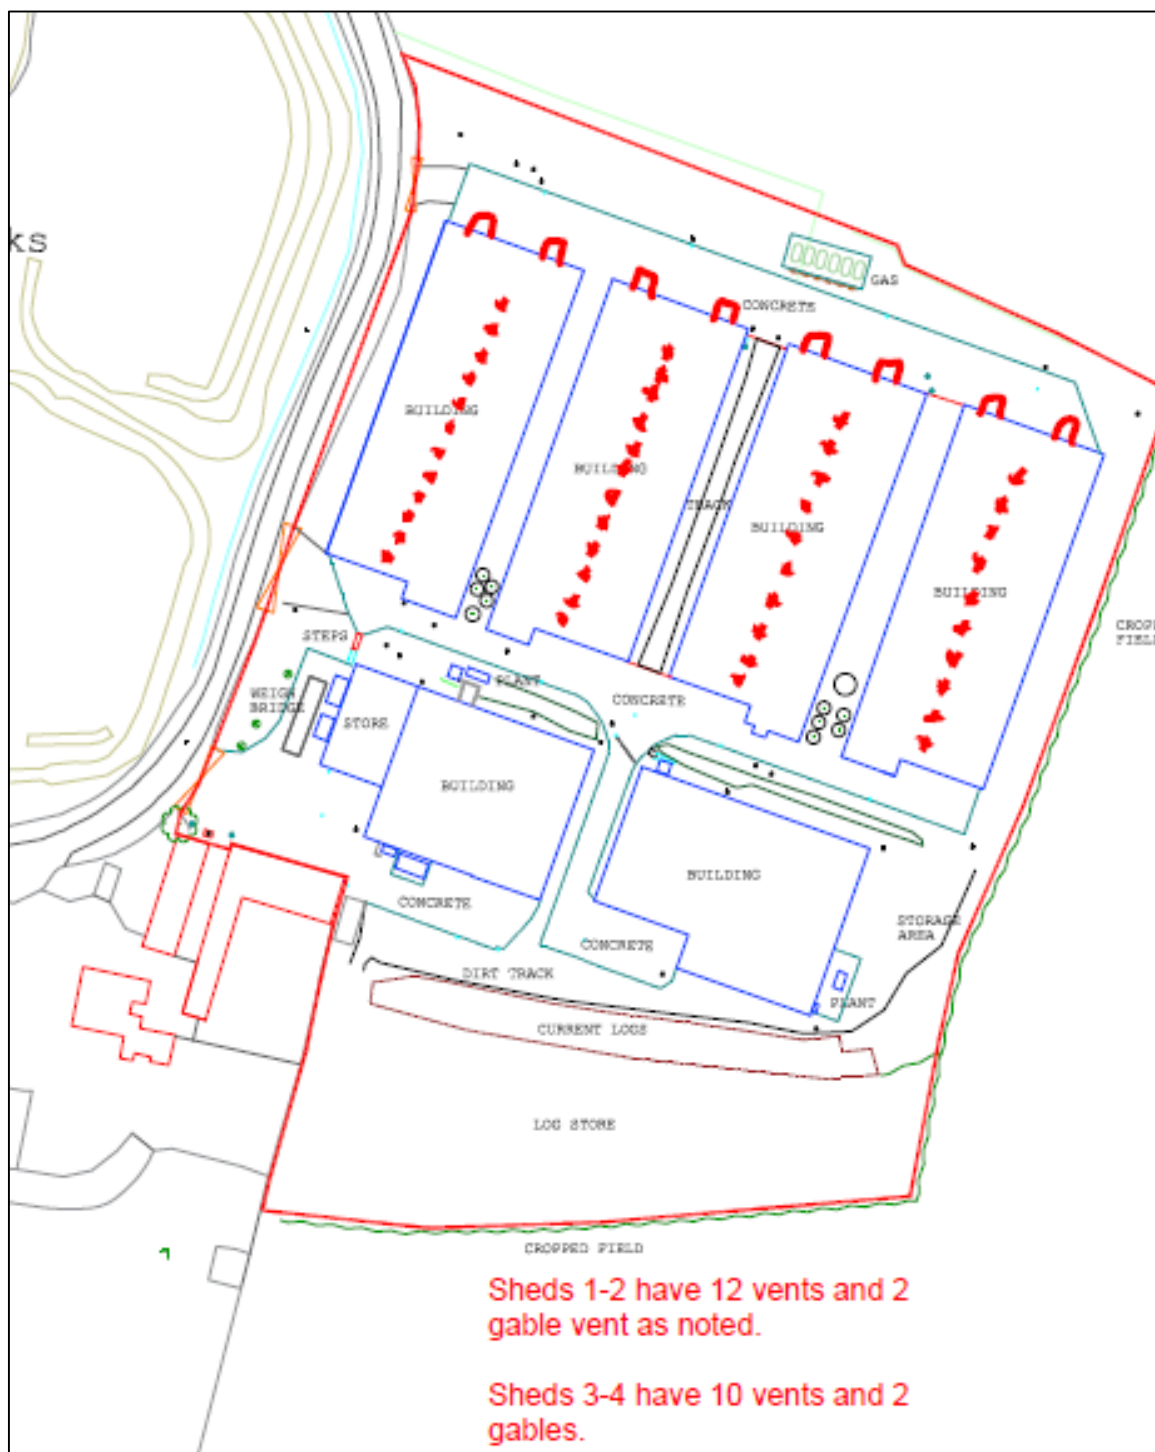 ks
GAS
CONCRETE
BUILDING
BUILDING
TRACK
BUILDING
BUILDING
CROPP
FIELD
STEPS
PLANT
WEIGH
BRIDGE
STORE
CONCRETE
BUILDING
BUILDING
CONCRETE
STORAGE
AREA
CONCRETE
DIRT TRACK
PLANT
CURRENT LOGS
LOG STORE
CROPPED FIELD
Sheds 1-2 have 12 vents and 2
gable vent as noted.
Sheds 3-4 have 10 vents and 2
gables.